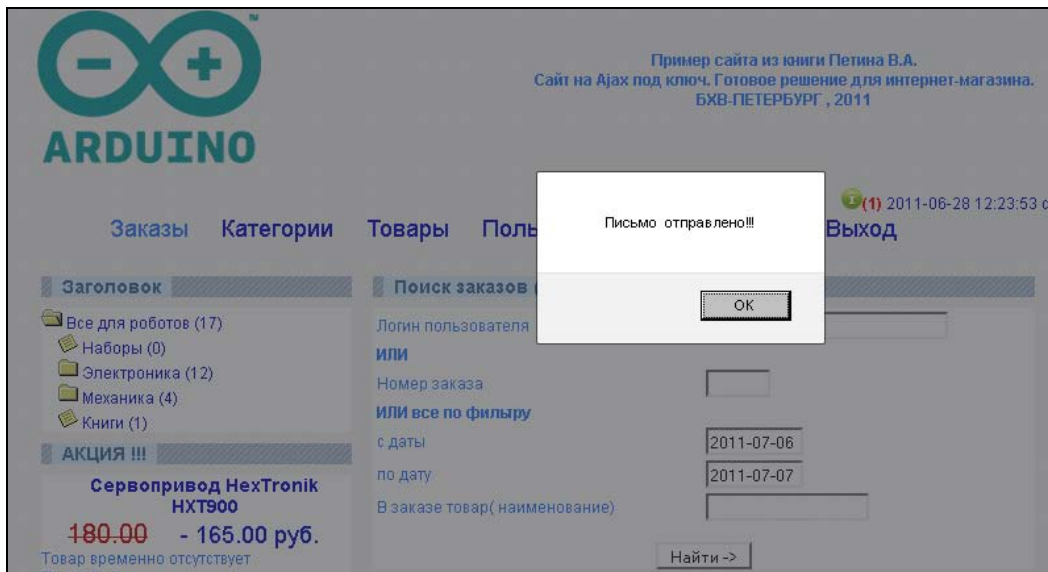 ARDUINO
TM
Пример сайта из книги Петина В.А.
Сайт на Ajax под ключ. Готовое решение для интернет-магазина.
БХВ-ПЕТЕРБУРГ , 2011
(1) 2011-06-28 12:23:53 с
Заказы Категории Товары Поль Выход
Письмо отправлено!!!
OK
Заголовок
Все для роботов (17)
Наборы (0)
Электроника (12)
Механика (4)
Книги (1)
АКЦИЯ !!!
Сервопривод HexTronik
HXT900
180.00 - 165.00 руб.
Товар временно отсутствует
Поиск заказов (
Логин пользователя
ИЛИ
Номер заказа
ИЛИ все по филыру
с даты 2011-07-06
по дату 2011-07-07
В заказе товар( наименование)
Найти ->